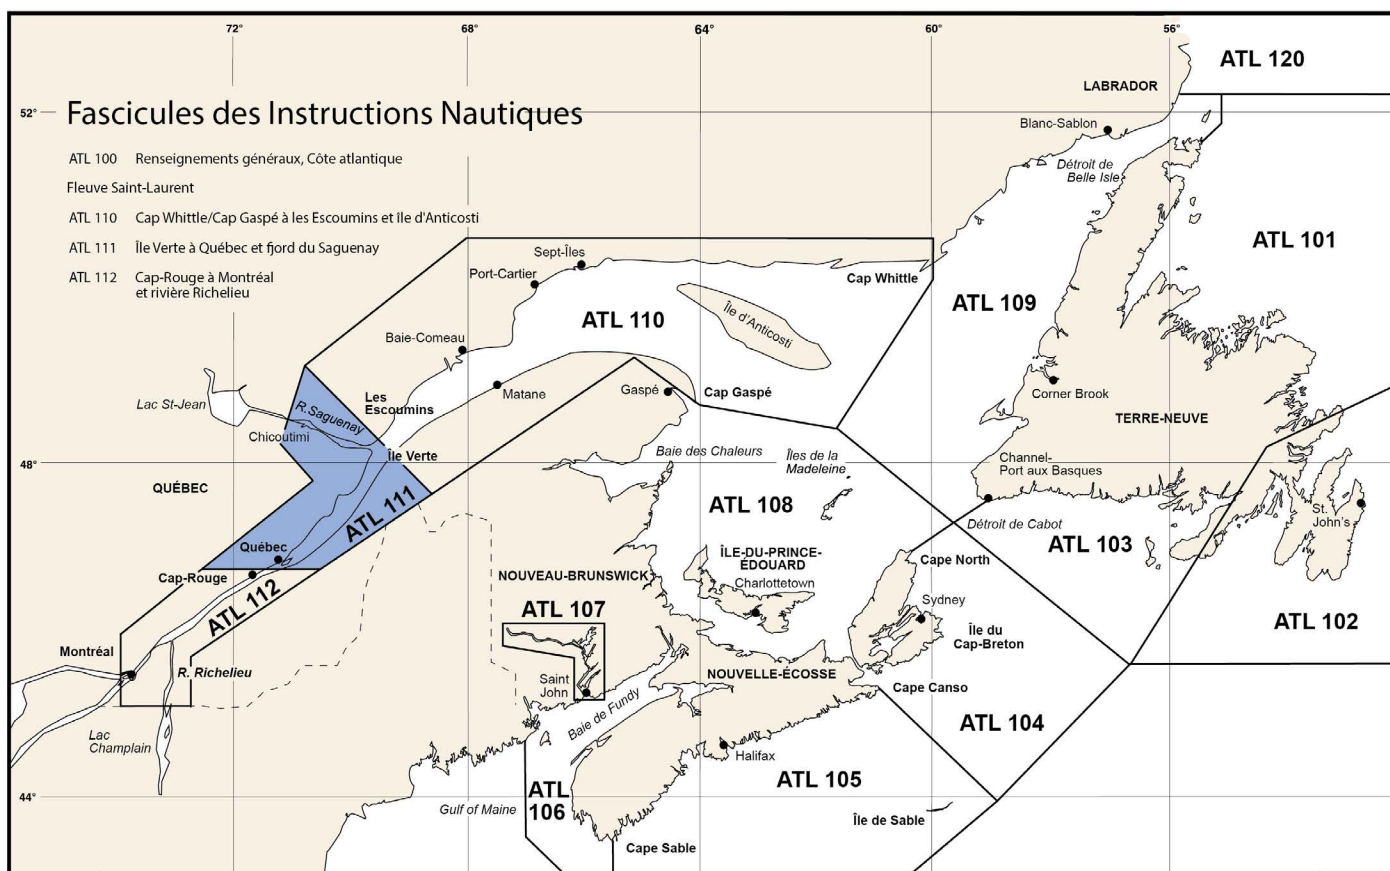 72°
68°
64°
60°
56°
ATL 120
LABRADOR
52°
Fascicules des Instructions Nautiques
Blanc-Sablon
ATL 100 Renseignements généraux, Côte atlantique
Détroit de
Belle Isle
Fleuve Saint-Laurent
ATL 110 Cap Whittle/Cap Gaspé à les Escoumins et île d'Anticosti
ATL 111 Île Verte à Québec et fjord du Saguenay
ATL 112 Cap-Rouge à Montréal
et rivière Richelieu
ATL 101
Sept-Îles
Port-Cartier
Cap Whittle
ATL 109
ATL 110
Île d'Anticosti
Baie-Comeau
Matane
Gaspé
Cap Gaspé
Corner Brook
Lac St-Jean
R. Saguenay
Les
Escoumins
Chicoutimi
TERRE-NEUVE
Île Verte
48°
Baie des Chaleurs
Îles de la
Madeleine
Channel-
Port aux Basques
QUÉBEC
ATL 111
ATL 108
St.
John's
Détroit de Cabot
ATL 103
Québec
Cap-Rouge
ATL 112
NOUVEAU-BRUNSWICK
ÎLE-DU-PRINCE-
ÉDOUARD
Charlottetown
Cape North
ATL 107
Sydney
Île du
Cap-Breton
ATL 102
Montréal
R. Richelieu
Saint
John
NOUVELLE-ÉCOSSE
Cape Canso
Baie de Fundy
ATL 104
Lac
Champlain
Halifax
ATL 105
44°
ATL
106
Gulf of Maine
Île de Sable
Cape Sable